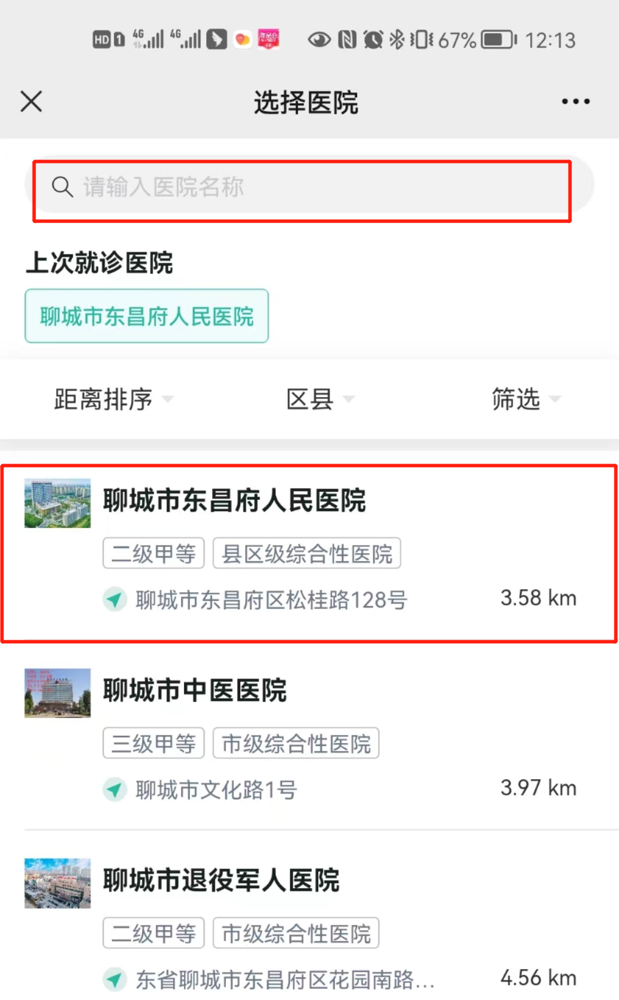 HD 1 4G 4G 67% 12:13
选择医院
请输入医院名称
上次就诊医院
聊城市东昌府人民医院
距离排序 区县 筛选
聊城市东昌府人民医院
二级甲等 县区级综合性医院
聊城市东昌府区松桂路128号 3.58 km
聊城市中医医院
三级甲等 市级综合性医院
聊城市文化路1号 3.97 km
聊城市退役军人医院
二级甲等 市级综合性医院
东省聊城市东昌府区花园南路... 4.56 km